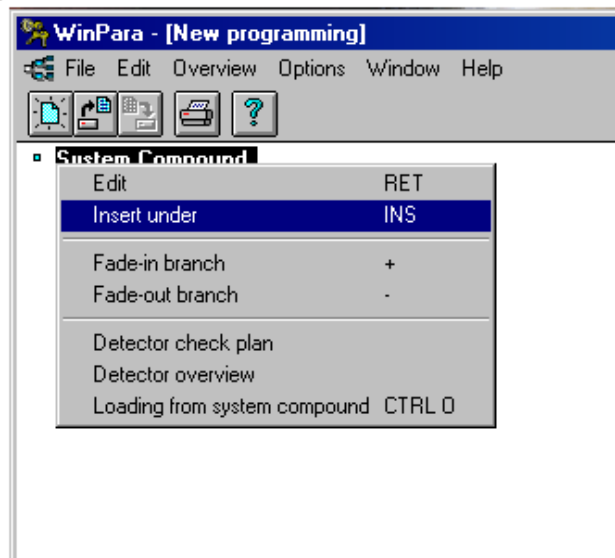 WinPara - [New programming]
File Edit Overview Options Window Help
?
System Compound
Edit RET
Insert under INS
Fade-in branch +
Fade-out branch -
Detector check plan
Detector overview
Loading from system compound CTRL O